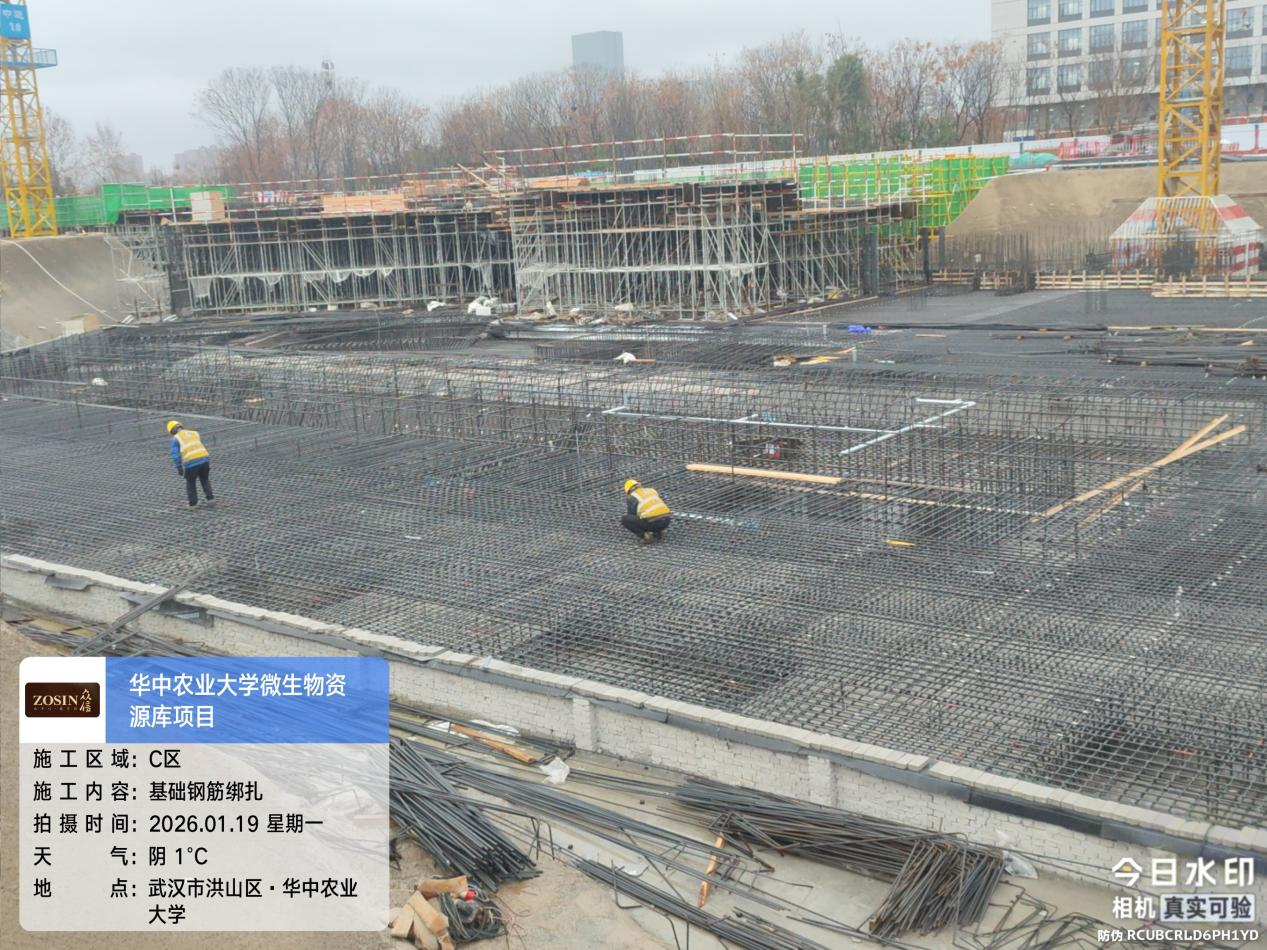 中建
1#
ZOSIN 众信
华中农业大学微生物资
源库项目
施工区域：C区
施工内容：基础钢筋绑扎
拍摄时间：2026.01.19 星期一
天气：阴 1°C
地点：武汉市洪山区·华中农业
大学
今日水印
相机 真实可验
防伪 RCUBCRLD6PH1YD